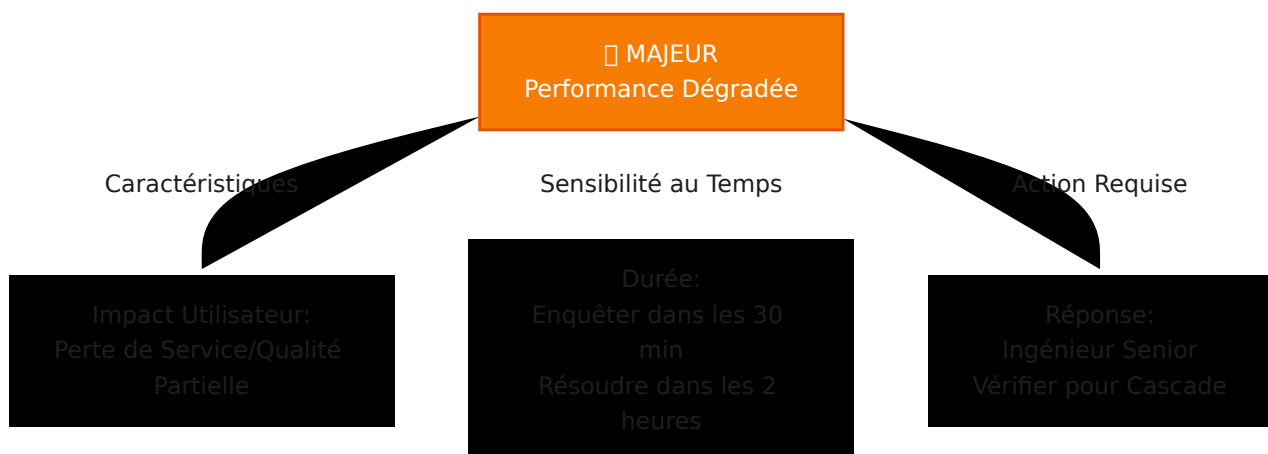 MAJEUR
Performance Dégradée
Caractéristiques
Sensibilité au Temps
Action Requise
Impact Utilisateur:
Perte de Service/Qualité
Partielle
Durée:
Enquêter dans les 30
min
Résoudre dans les 2
heures
Réponse:
Ingénieur Senior
Vérifier pour Cascade